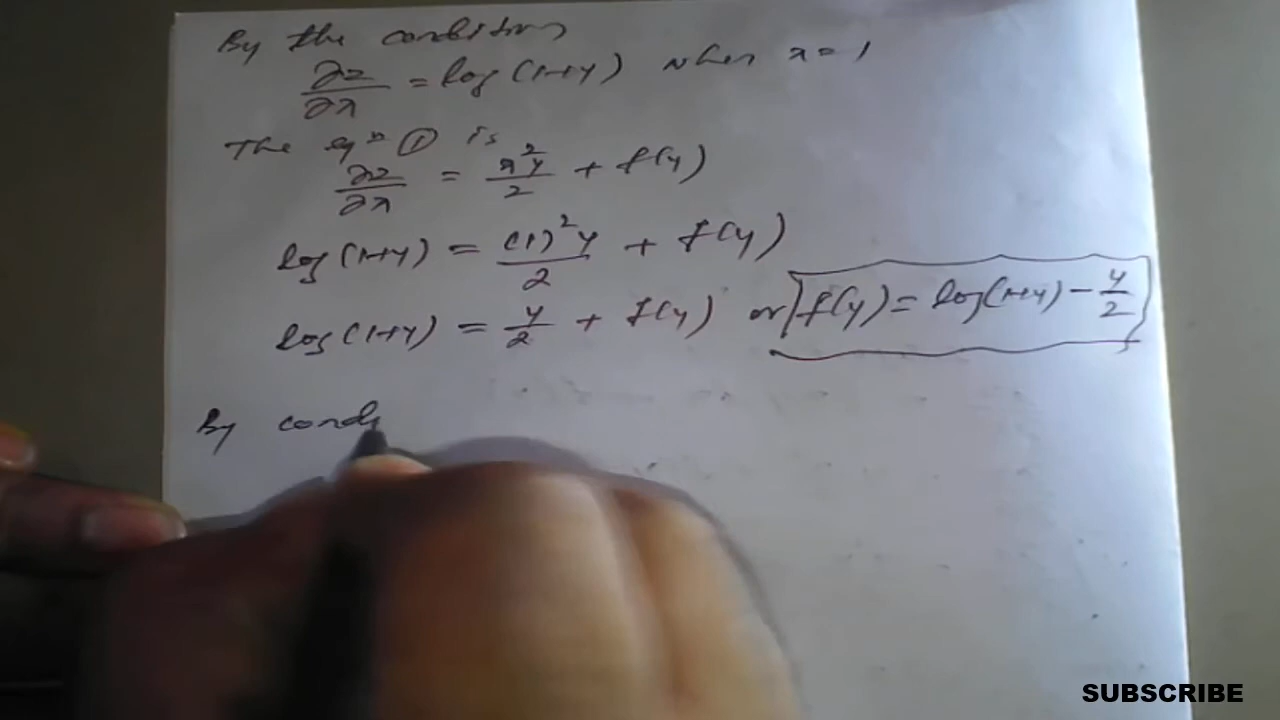 By the conditions
∂z/∂x = log(1+y) when x=1
The eqn ① is
∂z/∂x = x²y/2 + f(y)
log(1+y) = (1)²y/2 + f(y)
log(1+y) = y/2 + f(y) or f(y) = log(1+y) - y/2
By cond
SUBSCRIBE